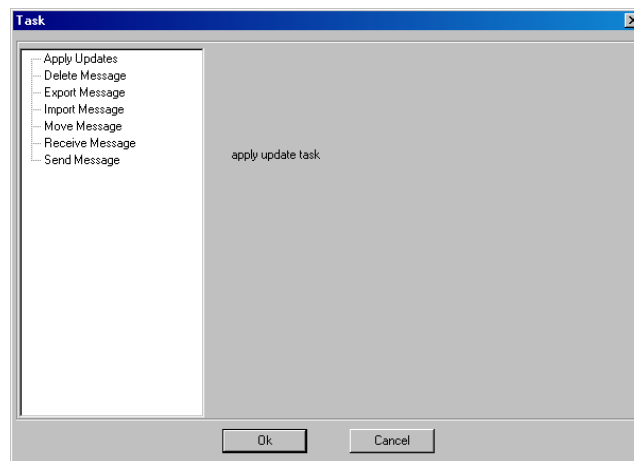 Task
Apply Updates
Delete Message
Export Message
Import Message
Move Message
Receive Message
Send Message
apply update task
Ok
Cancel